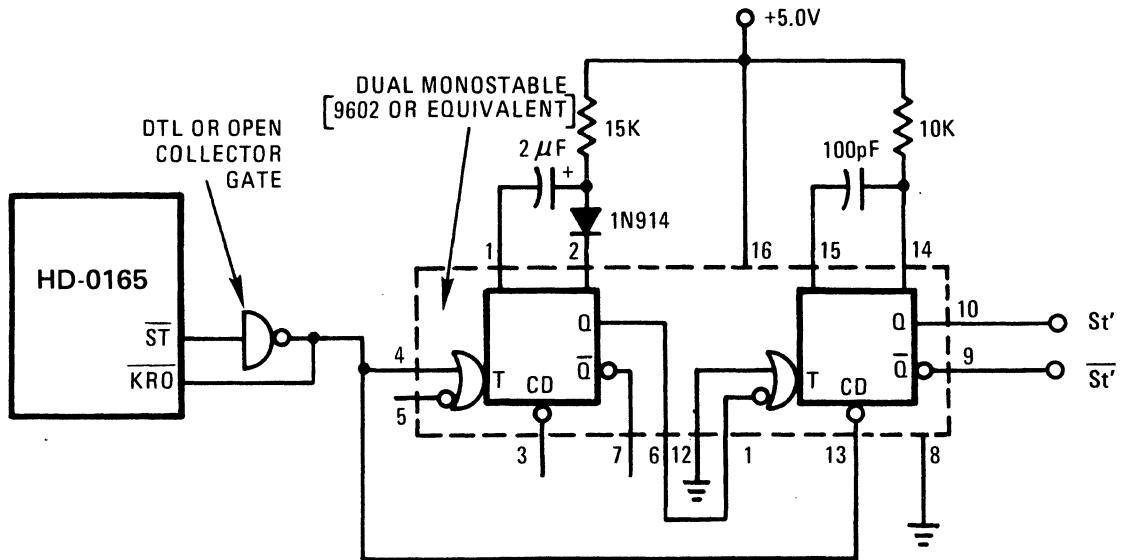 +5.0V
DUAL MONOSTABLE
[9602 OR EQUIVALENT]
DTL OR OPEN
COLLECTOR
GATE
15K
10K
2 µF
+
100pF
1N914
1
2
16
15
14
HD-0165
ST
KRO
4
5
T
CD
Q
Q
3
7
6
12
1
13
8
T
CD
Q
Q
10
St'
9
St'